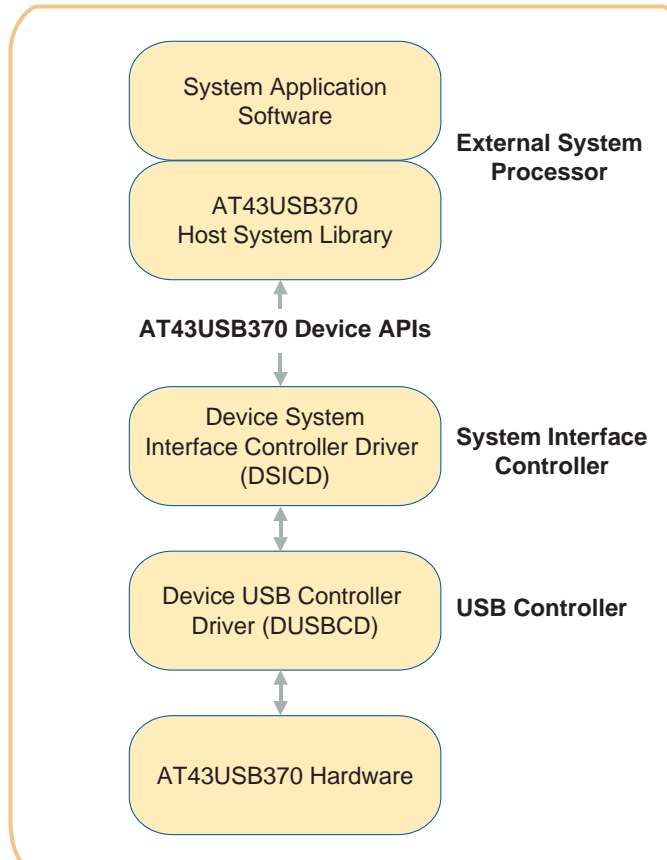 System Application
Software
External System
Processor
AT43USB370
Host System Library
AT43USB370 Device APIs
Device System
Interface Controller Driver
(DSICD)
System Interface
Controller
Device USB Controller
Driver (DUSBCD)
USB Controller
AT43USB370 Hardware